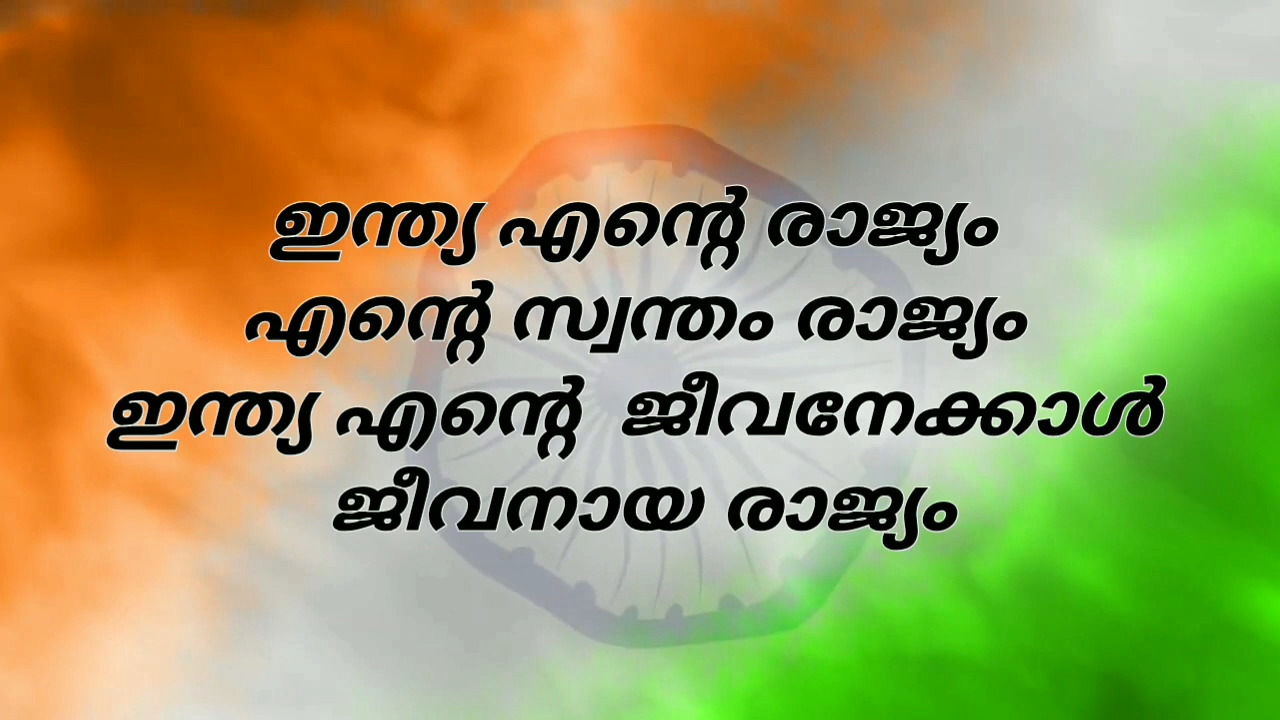 ഇന്ത്യ എന്റെ രാജ്യം
എന്റെ സ്വന്തം രാജ്യം
ഇന്ത്യ എന്റെ ജീവനേക്കാൾ
ജീവനായ രാജ്യം